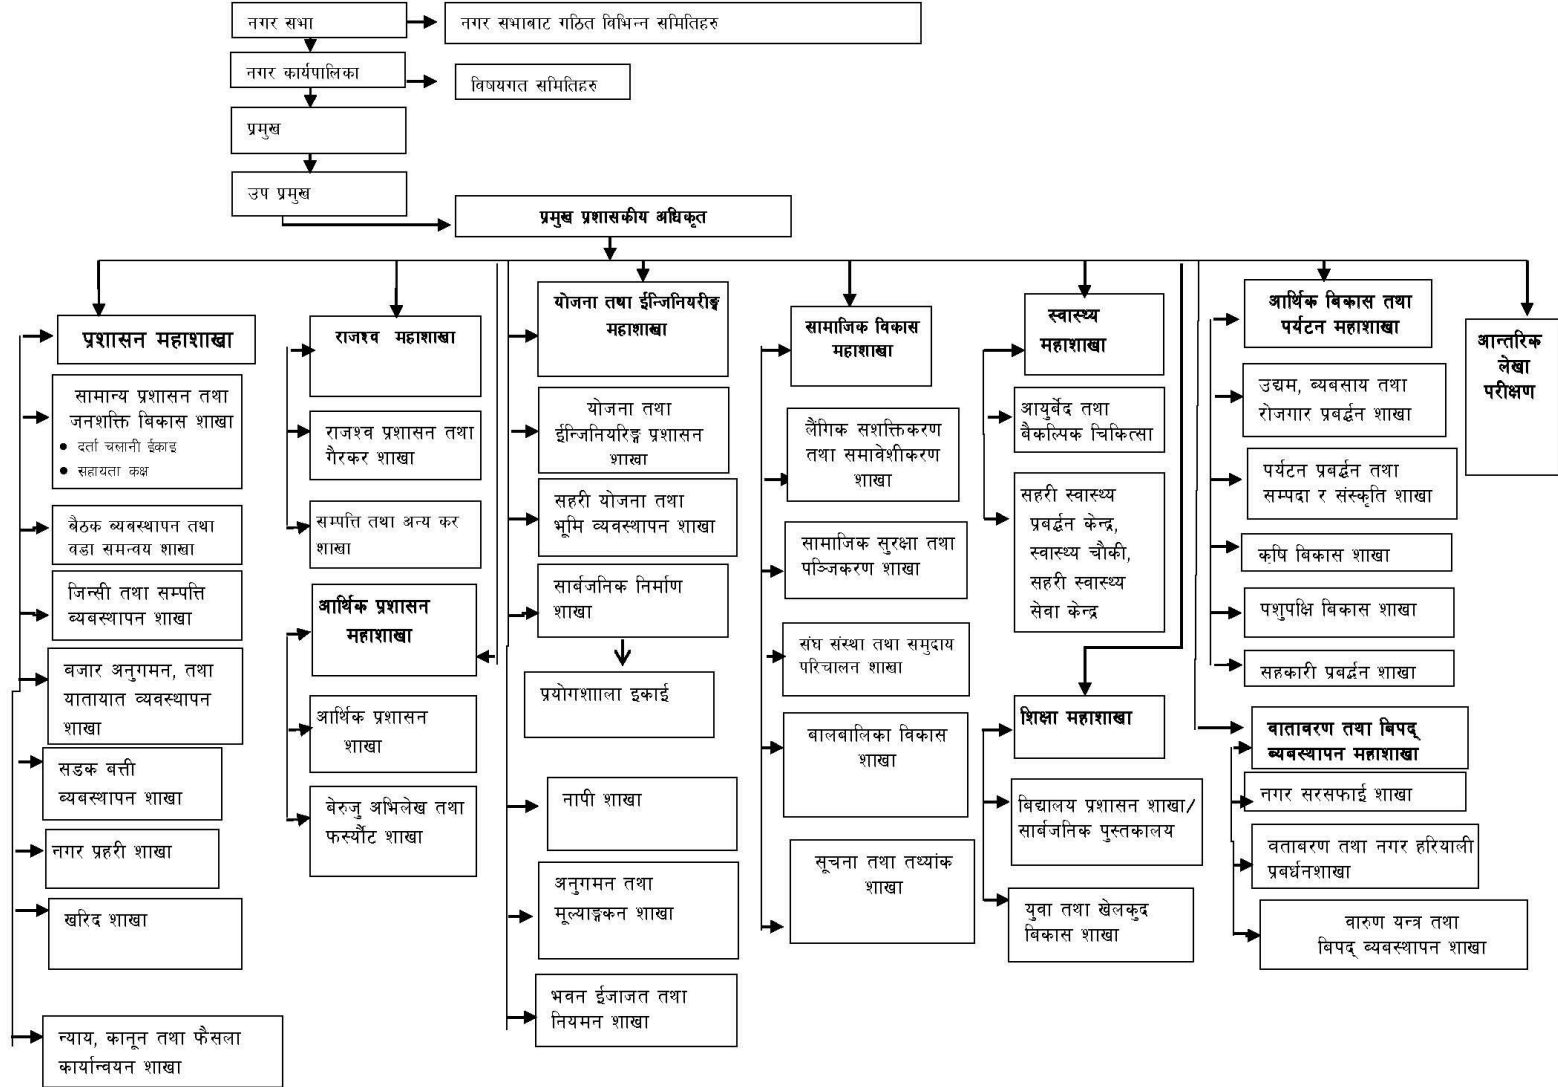 नगर सभा
नगर सभाबाट गठित विभिन्न समितिहरु
नगर कार्यपालिका
विषयगत समितिहरु
प्रमुख
उप प्रमुख
प्रमुख प्रशासकीय अधिकृत
प्रशासन महाशाखा
सामान्य प्रशासन तथा
जनशक्ति बिकास शाखा
• दर्ता चलानी ईकाइ
• सहायता कक्ष
बैठक ब्यबस्थापन तथा
वडा समन्वय शाखा
जिन्सी तथा सम्पत्ति
ब्यबस्थापन शाखा
बजार अनुगमन, तथा
यातायात व्यवस्थापन
शाखा
सडक बत्ती
ब्यबस्थापन शाखा
नगर प्रहरी शाखा
खरिद शाखा
न्याय, कानून तथा फैसला
कार्यान्वयन शाखा
राजश्व महाशाखा
राजश्व प्रशासन तथा
गैरकर शाखा
सम्पत्ति तथा अन्य कर
शाखा
आर्थिक प्रशासन
महाशाखा
आर्थिक प्रशासन
शाखा
बेरुजु अभिलेख तथा
फर्स्यौट शाखा
योजना तथा ईन्जिनियरीङ्ग
महाशाखा
योजना तथा
ईन्जिनियरिङ्ग प्रशासन
शाखा
सहरी योजना तथा
भूमि व्यवस्थापन शाखा
सार्बजनिक निर्माण
शाखा
प्रयोगशााला इकाई
नापी शाखा
अनुगमन तथा
मूल्याङ्गकन शाखा
भवन ईजाजत तथा
नियमन शाखा
सामाजिक विकास
महाशाखा
लैंगिक सशक्तिकरण
तथा समावेशीकरण
शाखा
सामाजिक सुरक्षा तथा
पञ्जिकरण शाखा
संघ संस्था तथा समुदाय
परिचालन शाखा
बालबालिका विकास
शाखा
सूचना तथा तथ्यांक
शाखा
स्वास्थ्य
महाशाखा
आयुर्बेद तथा
बैकल्पिक चिकित्सा
सहरी स्वास्थ्य
प्रबर्द्धन केन्द्र,
स्वास्थ्य चौकी,
सहरी स्वास्थ्य
सेवा केन्द्र
शिक्षा महाशाखा
बिद्यालय प्रशासन शाखा/
सार्बजनिक पुस्तकालय
युवा तथा खेलकुद
बिकास शाखा
आर्थिक बिकास तथा
पर्यटन महाशाखा
उद्यम, ब्यबसाय तथा
रोजगार प्रबर्द्धन शाखा
पर्यटन प्रबर्द्धन तथा
सम्पदा र संस्कृति शाखा
कृषि बिकास शाखा
पशुपक्षि बिकास शाखा
सहकारी प्रबर्द्धन शाखा
वातावरण तथा बिपद्
ब्यबस्थापन महाशाखा
नगर सरसफाई शाखा
वताबरण तथा नगर हरियाली
प्रबर्धनशाखा
वारुण यन्त्र तथा
बिपद् ब्यबस्थापन शाखा
आन्तरिक
लेखा
परीक्षण